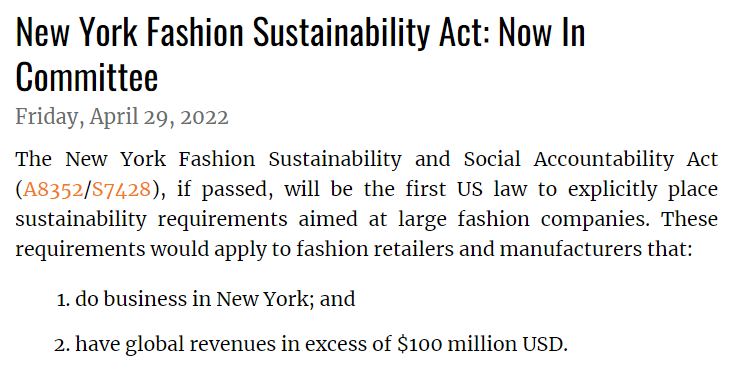 New York Fashion Sustainability Act: Now In
Committee
Friday, April 29, 2022
The New York Fashion Sustainability and Social Accountability Act
(A8352/S7428), if passed, will be the first US law to explicitly place
sustainability requirements aimed at large fashion companies. These
requirements would apply to fashion retailers and manufacturers that:
1. do business in New York; and
2. have global revenues in excess of $100 million USD.